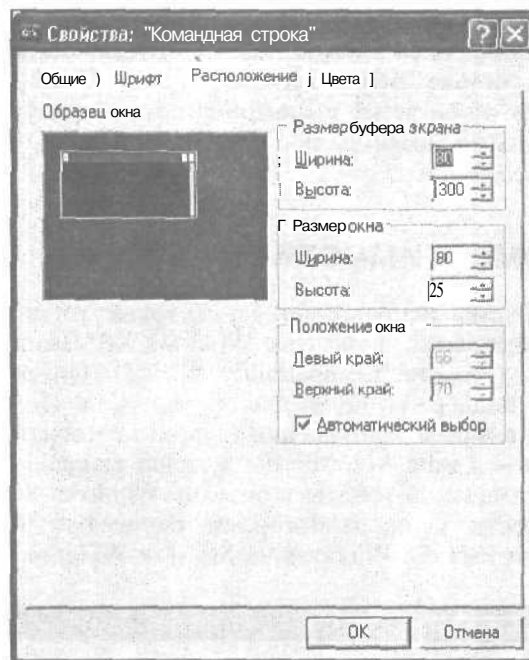 Свойства: "Командная строка"
Общие ) Шрифт Расположение j Цвета ]
Образец окна
Размер буфера экрана
Ширина: 80
Высота: 300
Г Размер окна
Ширина: 80
Высота: 25
Положение окна
Левый край: 66
Верхний край: 70
Автоматический выбор
OK Отмена